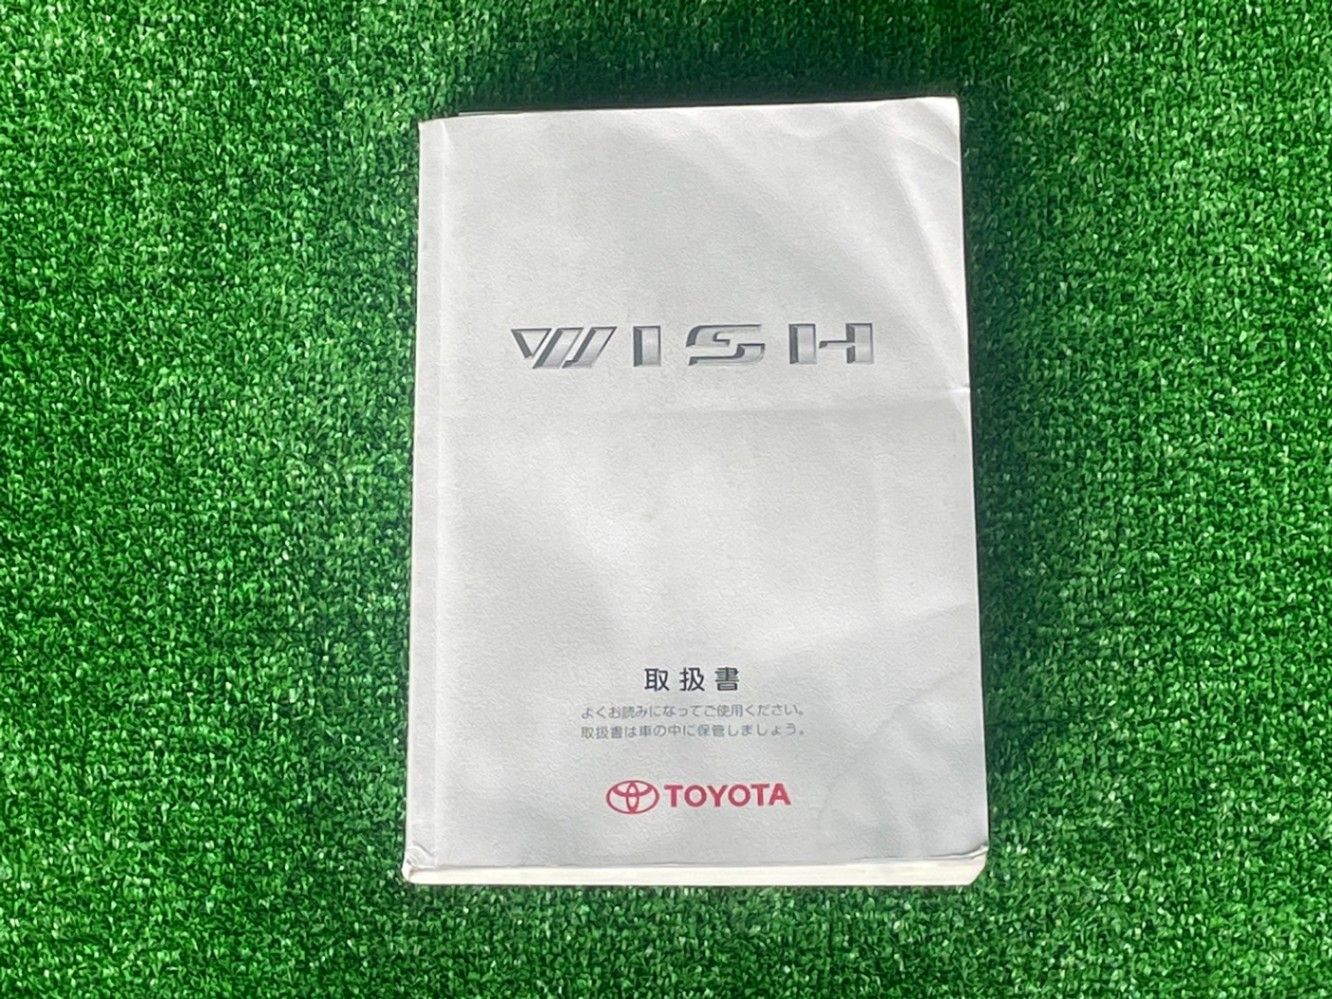 WISH
取扱書
よくお読みになってご使用ください。
取扱書は車の中に保管しましょう。
TOYOTA